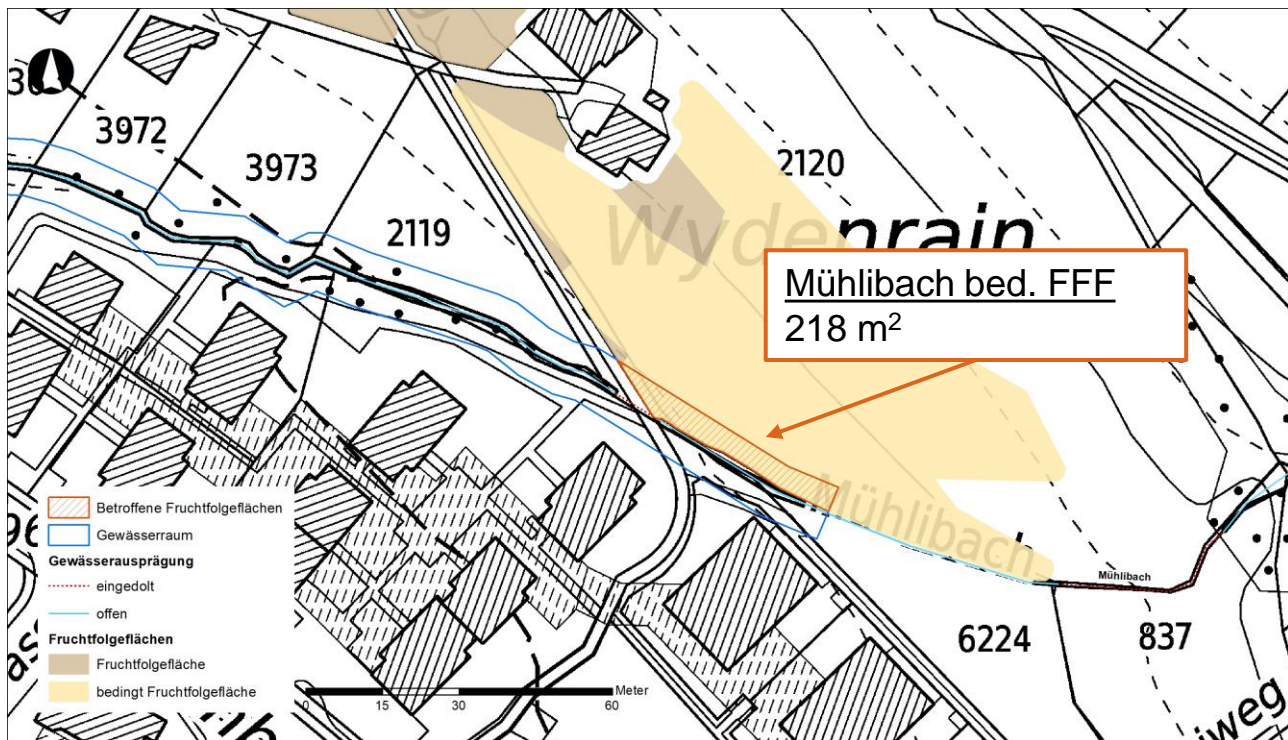 3972
3973
2119
2120
Wydenrain
Mühlibach bed. FFF
218 m²
Mühlibach
Mühlibach
6224
837
Betroffene Fruchtfolgeflächen
Gewässerraum
Gewässerausprägung
eingedolt
offen
Fruchtfolgeflächen
Fruchtfolgefläche
bedingt Fruchtfolgefläche
Meter
0 15 30 60